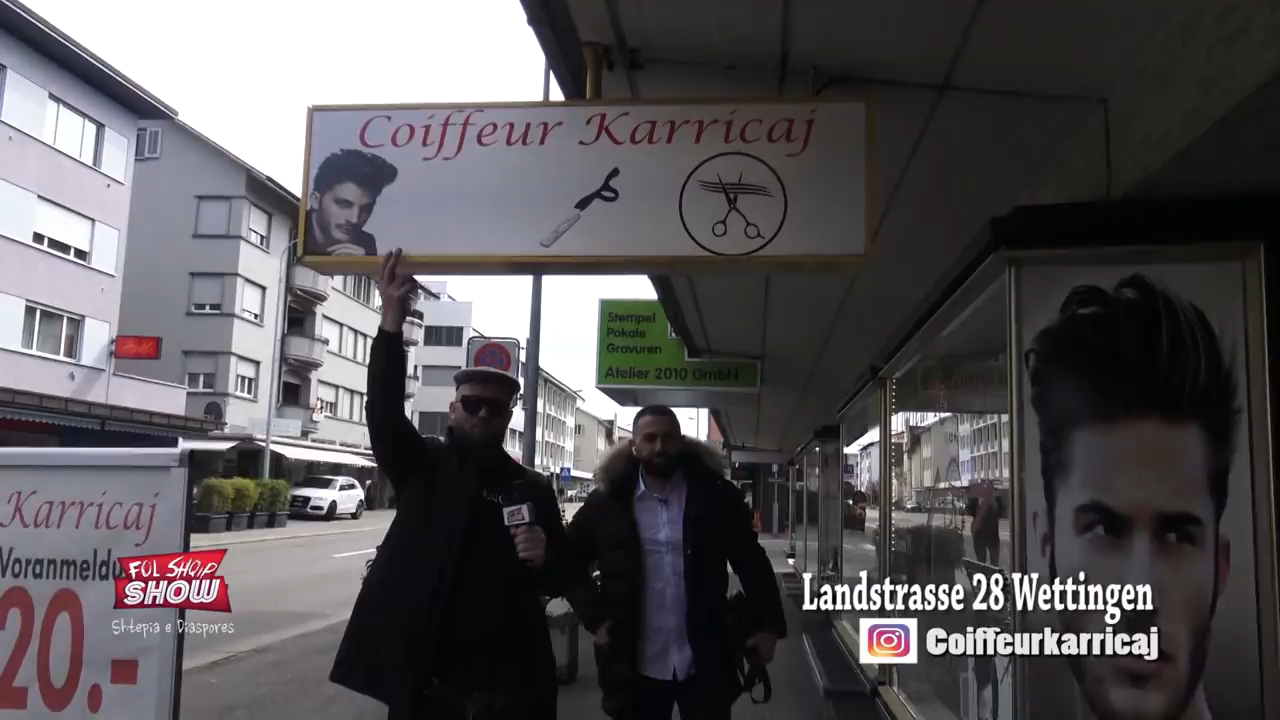 Coiffeur Karricaj
Stempel
Pokale
Gravuren
Atelier 2010 GmbH
Karricaj
Voranmeldu
20.-
FOL SHQIP
SHOW
Shtepia e Diaspores
Landstrasse 28 Wettingen
Coiffeurkarricaj